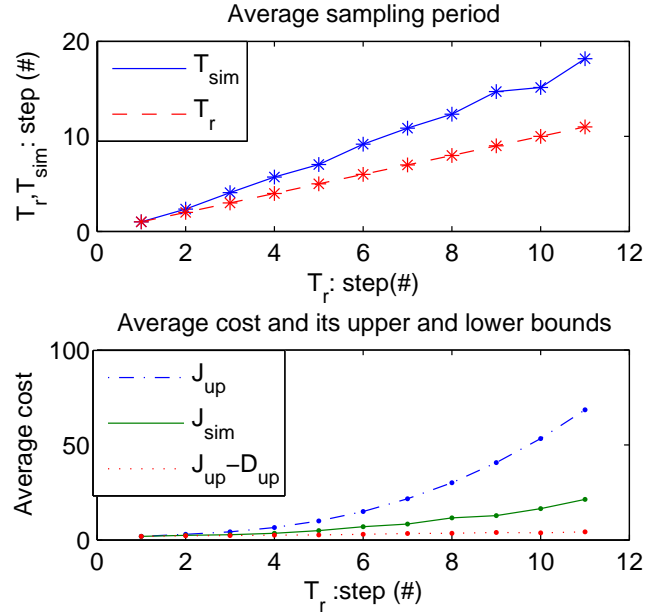 Average sampling period
20
10
0
T_r,T_sim: step (#)
T_sim
T_r
0 2 4 6 8 10 12
T_r: step(#)
Average cost and its upper and lower bounds
100
50
0
Average cost
J_up
J_sim
J_up−D_up
0 2 4 6 8 10 12
T_r :step (#)